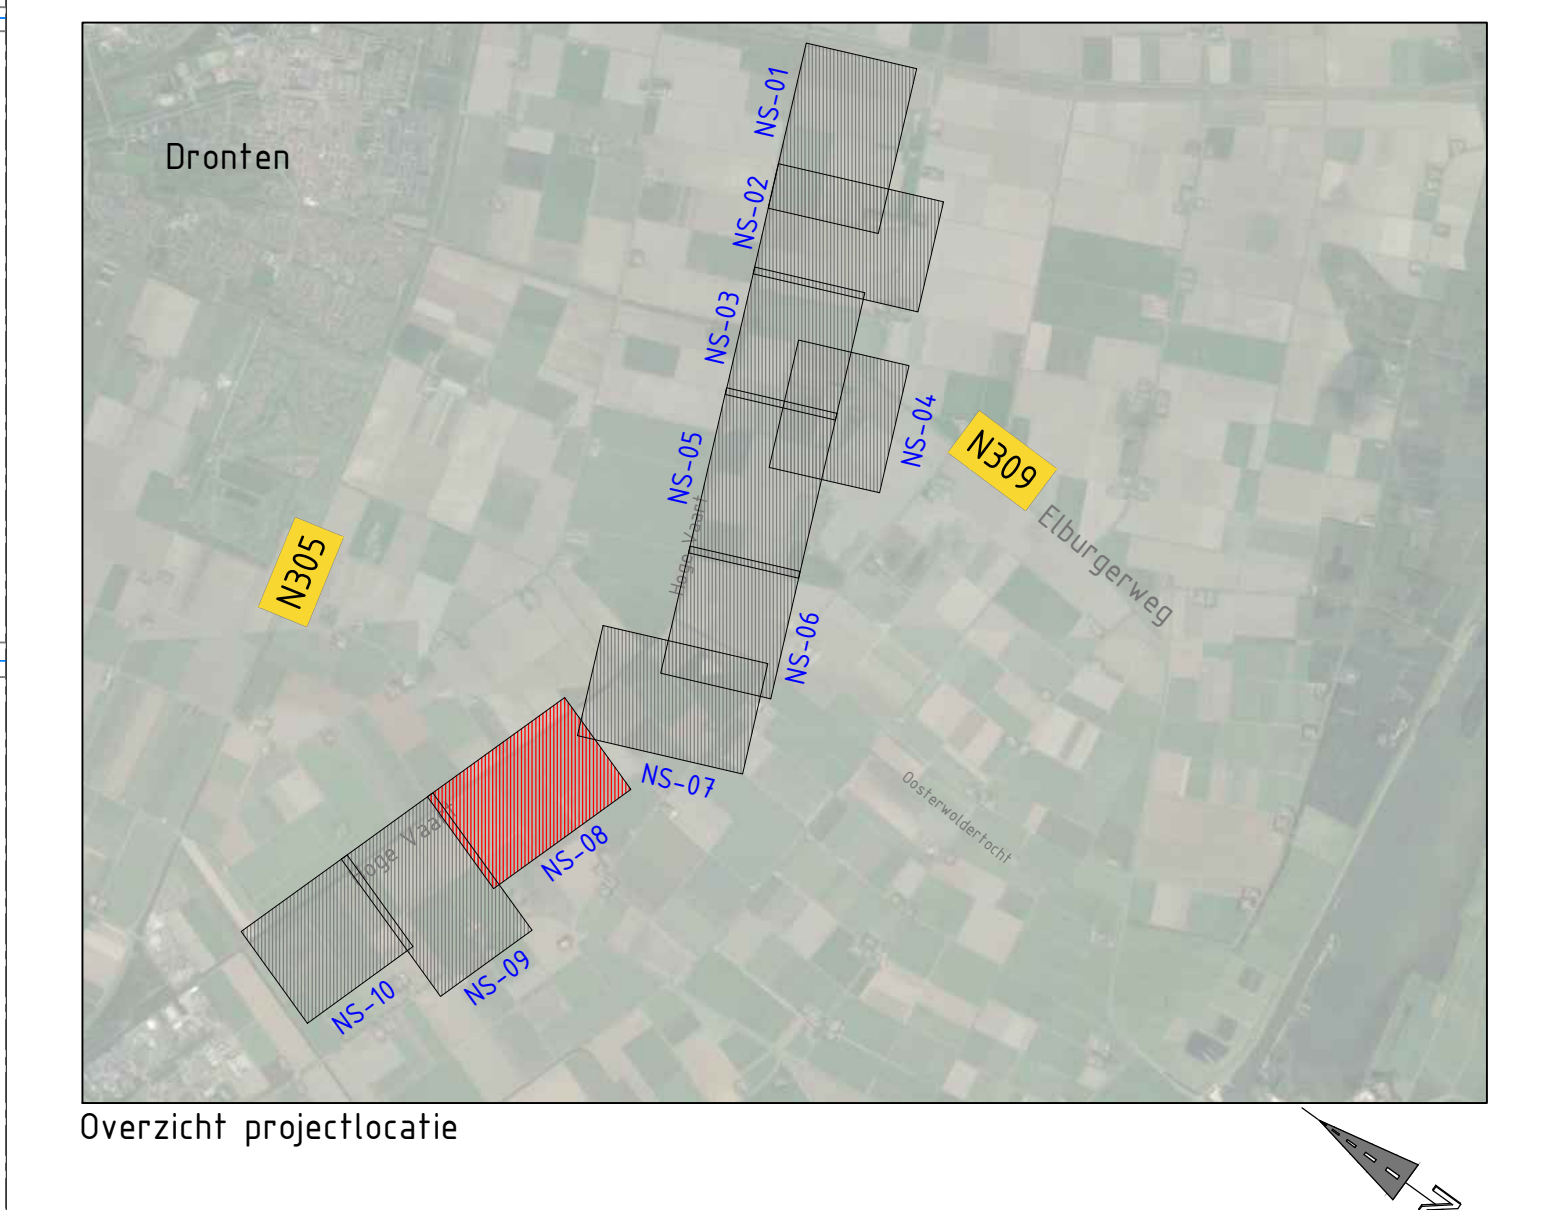 Dronten
NS-01
NS-02
NS-03
NS-04
NS-05
N309
Elburgerweg
Hoge Vaart
N305
NS-06
NS-07
Oosterwoldertocht
NS-08
Hoge Vaart
NS-09
NS-10
Overzicht projectlocatie
N